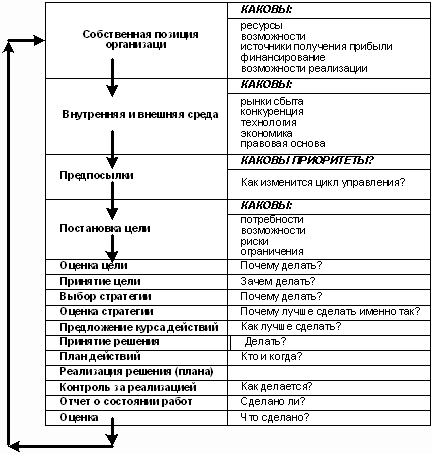 КАКОВЫ:
Собственная позиция
организаци
ресурсы
возможности
источники получения прибыли
финансирование
возможности реализации
КАКОВЫ:
Внутренняя и внешняя среда
рынки сбыта
конкуренция
технология
экономика
правовая основа
КАКОВЫ ПРИОРИТЕТЫ?
Предпосылки
Как изменится цикл управления?
КАКОВЫ:
Постановка цели
потребности
возможности
риски
ограничения
Оценка цели Почему делать?
Принятие цели Зачем делать?
Выбор стратегии Почему делать?
Оценка стратегии Почему лучше сделать именно так?
Предложение курса действий Как лучше сделать?
Принятие решения Делать?
План действий Кто и когда?
Реализация решения (плана)
Контроль за реализацией Как делается?
Отчет о состоянии работ Сделано ли?
Оценка Что сделано?